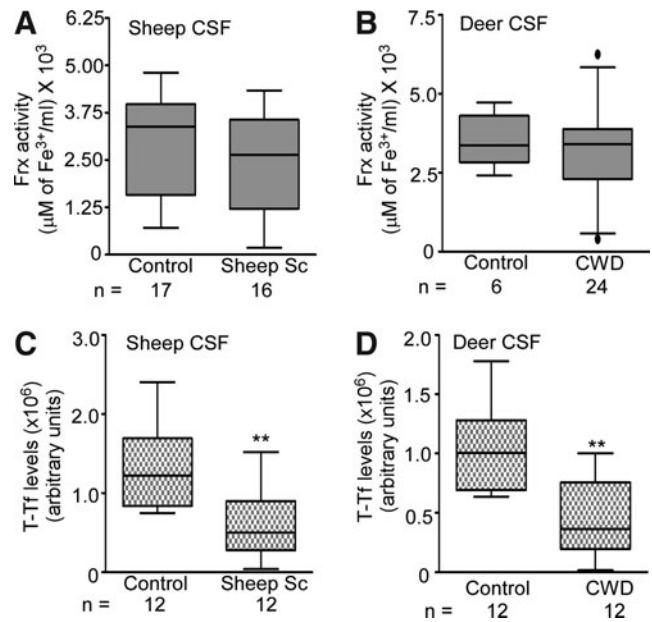 A
Sheep CSF
Frx activity
(µM of Fe³⁺/ml) X 10³
6.25
5.00
3.75
2.50
1.25
0
Control
Sheep Sc
n =
17
16
B
Deer CSF
Frx activity
(µM of Fe³⁺/ml) X 10³
7.5
5.0
2.5
0
Control
CWD
n =
6
24
C
Sheep CSF
T-Tf levels (x10⁶)
(arbitrary units)
3.0
2.0
1.0
0
**
Control
Sheep Sc
n =
12
12
D
Deer CSF
T-Tf levels (x10⁶)
(arbitrary units)
2.0
1.5
1.0
0.5
0
**
Control
CWD
n =
12
12